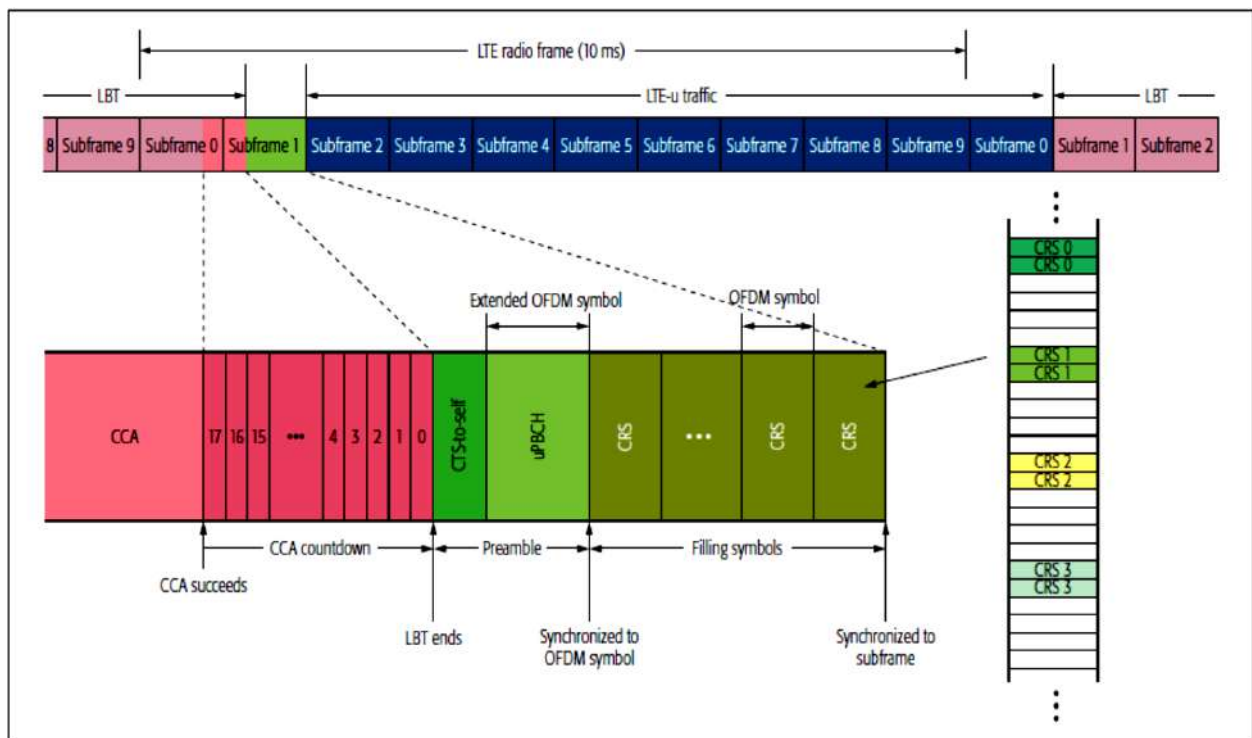 LTE radio frame (10 ms)
LBT
LTE-u traffic
LBT
8 Subframe 9 Subframe 0 Subframe 1 Subframe 2 Subframe 3 Subframe 4 Subframe 5 Subframe 6 Subframe 7 Subframe 8 Subframe 9 Subframe 0 Subframe 1 Subframe 2
CRS 0
CRS 0
CRS 1
CRS 1
CRS 2
CRS 2
CRS 3
CRS 3
Extended OFDM symbol
OFDM symbol
CCA
17 16 15 ••• 4 3 2 1 0
CTS-to-self
uPBCH
CRS
•••
CRS
CRS
CCA countdown
Preamble
Filling symbols
CCA succeeds
LBT ends
Synchronized to
OFDM symbol
Synchronized to
subframe